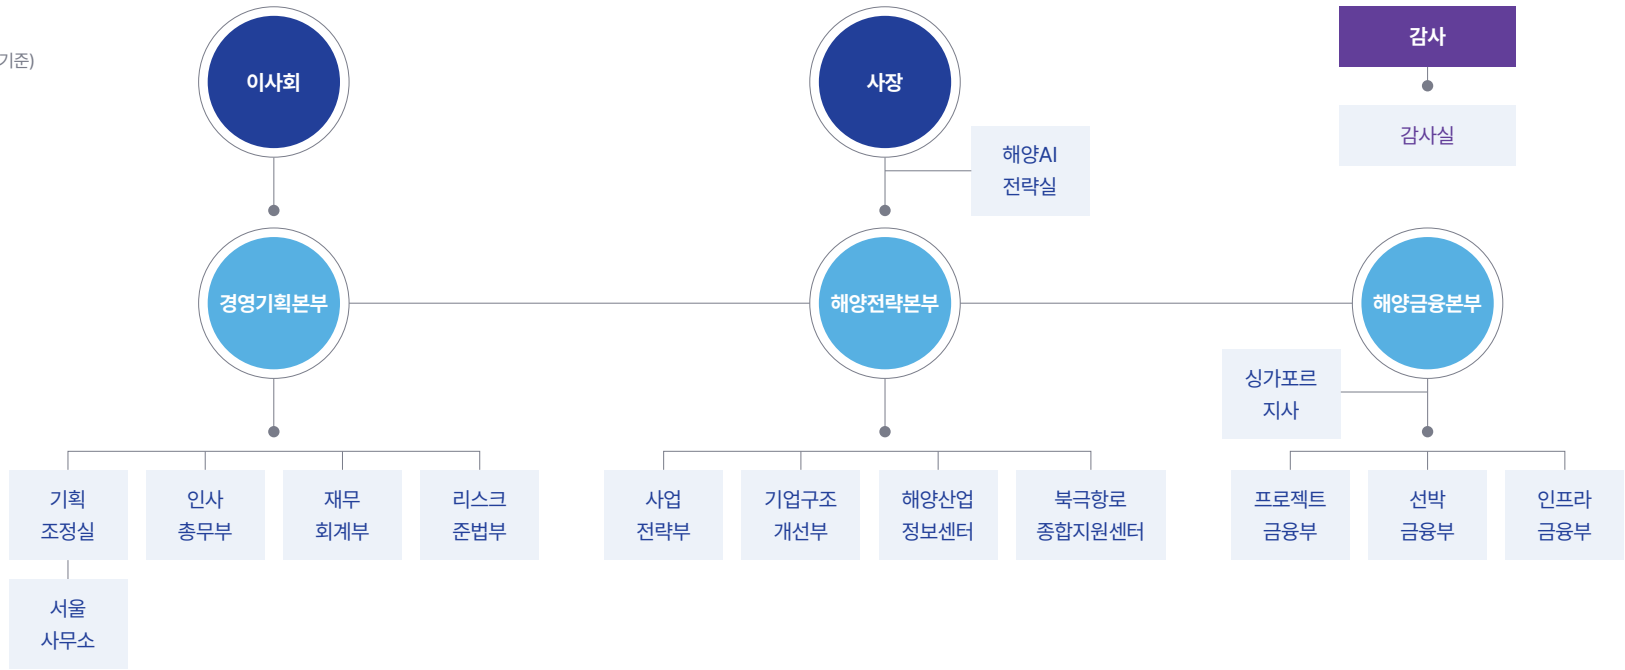 기준)
이사회
사장
감사
감사실
해양AI
전략실
경영기획본부
해양전략본부
해양금융본부
싱가포르
지사
기획
조정실
인사
총무부
재무
회계부
리스크
준법부
사업
전략부
기업구조
개선부
해양산업
정보센터
북극항로
종합지원센터
프로젝트
금융부
선박
금융부
인프라
금융부
서울
사무소